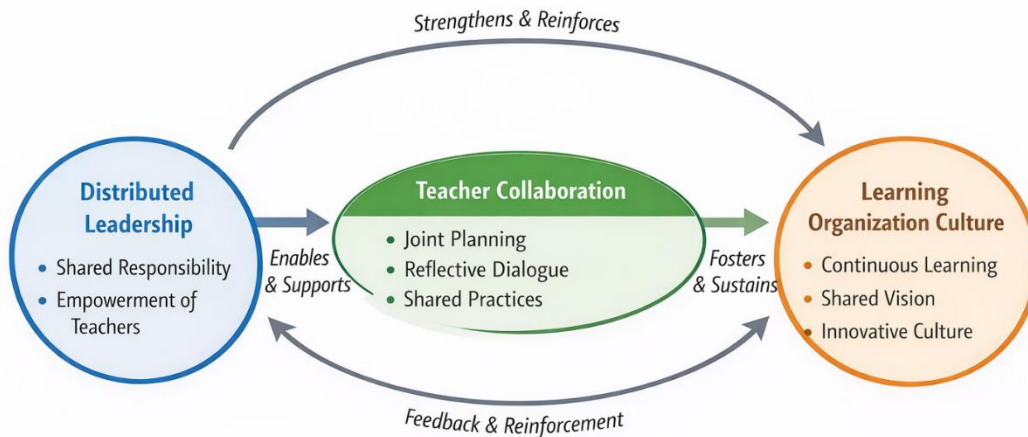 Strengthens & Reinforces
Distributed
Leadership
• Shared Responsibility
• Empowerment of
Teachers
Enables
& Supports
Teacher Collaboration
• Joint Planning
• Reflective Dialogue
• Shared Practices
Fosters
& Sustains
Learning
Organization Culture
• Continuous Learning
• Shared Vision
• Innovative Culture
Feedback & Reinforcement